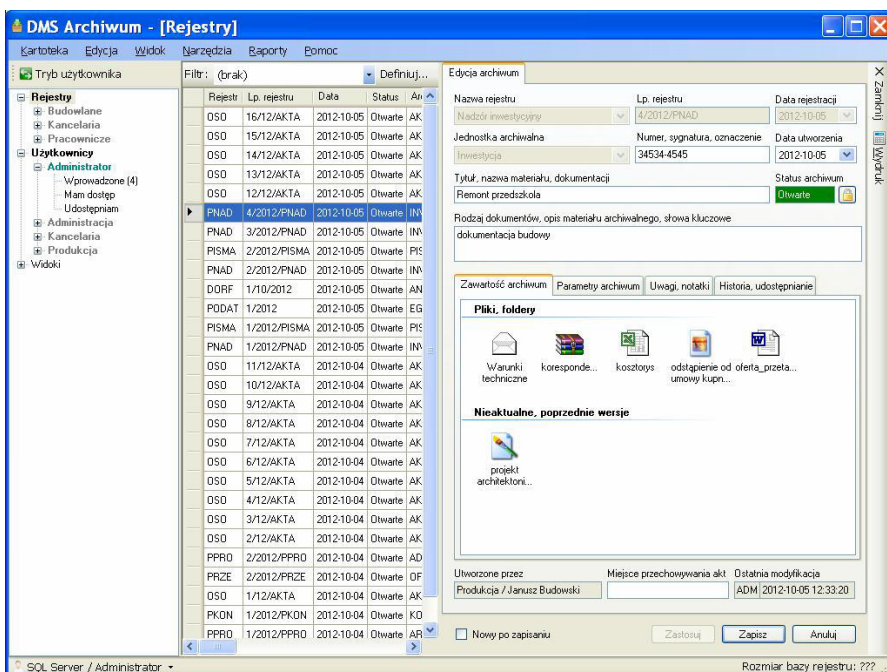 DMS Archiwum - [Rejestry]
Kartoteka Edycja Widok Narzędzia Raporty Pomoc
Tryb użytkownika
Filtr: (brak) Definiuj...
Rejestry
Budowlane
Kancelaria
Pracownicze
Użytkownicy
Administrator
Wprowadzone (4)
Mam dostęp
Udostępniam
Administracja
Kancelaria
Produkcja
Widoki
Rejestr Lp. rejestru Data Status Arc
OSO 16/12/AKTA 2012-10-05 Otwarte AK
OSO 15/12/AKTA 2012-10-05 Otwarte AK
OSO 14/12/AKTA 2012-10-05 Otwarte AK
OSO 13/12/AKTA 2012-10-05 Otwarte AK
OSO 12/12/AKTA 2012-10-05 Otwarte AK
PNAD 4/2012/PNAD 2012-10-05 Otwarte INV
PNAD 3/2012/PNAD 2012-10-05 Otwarte INV
PISMA 2/2012/PISMA 2012-10-05 Otwarte PIS
PNAD 2/2012/PNAD 2012-10-05 Otwarte INV
DORF 1/10/2012 2012-10-05 Otwarte AN
PODAT 1/2012 2012-10-05 Otwarte EG
PISMA 1/2012/PISMA 2012-10-05 Otwarte PIS
PNAD 1/2012/PNAD 2012-10-05 Otwarte INV
OSO 11/12/AKTA 2012-10-04 Otwarte AK
OSO 10/12/AKTA 2012-10-04 Otwarte AK
OSO 9/12/AKTA 2012-10-04 Otwarte AK
OSO 8/12/AKTA 2012-10-04 Otwarte AK
OSO 7/12/AKTA 2012-10-04 Otwarte AK
OSO 6/12/AKTA 2012-10-04 Otwarte AK
OSO 5/12/AKTA 2012-10-04 Otwarte AK
OSO 4/12/AKTA 2012-10-04 Otwarte AK
OSO 3/12/AKTA 2012-10-04 Otwarte AK
OSO 2/12/AKTA 2012-10-04 Otwarte AK
PPRO 2/2012/PPRO 2012-10-04 Otwarte AD
PRZE 2/2012/PRZE 2012-10-04 Otwarte OF
OSO 1/12/AKTA 2012-10-04 Otwarte AK
PKON 1/2012/PKON 2012-10-04 Otwarte KO
PPRO 1/2012/PPRO 2012-10-04 Otwarte AR
Edycja archiwum
Nazwa rejestru Lp. rejestru Data rejestracji
Nadzór inwestycyjny 4/2012/PNAD 2012-10-05
Jednostka archiwalna Numer, sygnatura, oznaczenie Data utworzenia
Inwestycja 34534-4545 2012-10-05
Tytuł, nazwa materiału, dokumentacji Status archiwum
Remont przedszkola Otwarte
Rodzaj dokumentów, opis materiału archiwalnego, słowa kluczowe
dokumentacja budowy
Zawartość archiwum Parametry archiwum Uwagi, notatki Historia, udostępnianie
Pliki, foldery
Warunki techniczne
koresponde...
kosztorys
odstąpienie od umowy kupn...
oferta_przeta...
Nieaktualne, poprzednie wersje
projekt architektoni...
Utworzone przez Miejsce przechowywania akt Ostatnia modyfikacja
Produkcja / Janusz Budowski ADM 2012-10-05 12:33:20
Nowy po zapisaniu Zastosuj Zapisz Anuluj
Zamknij
Wydruk
SQL Server / Administrator Rozmiar bazy rejestru: ???